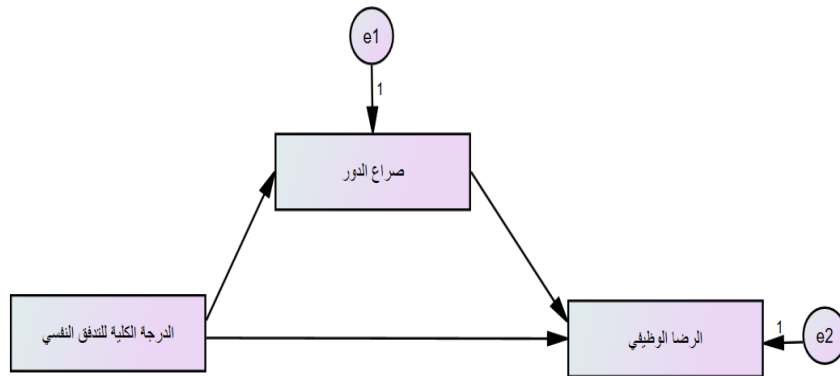 e1
1
صراع الدور
الدرجة الكلية للتدفق النفسي
الرضا الوظيفي
1
e2